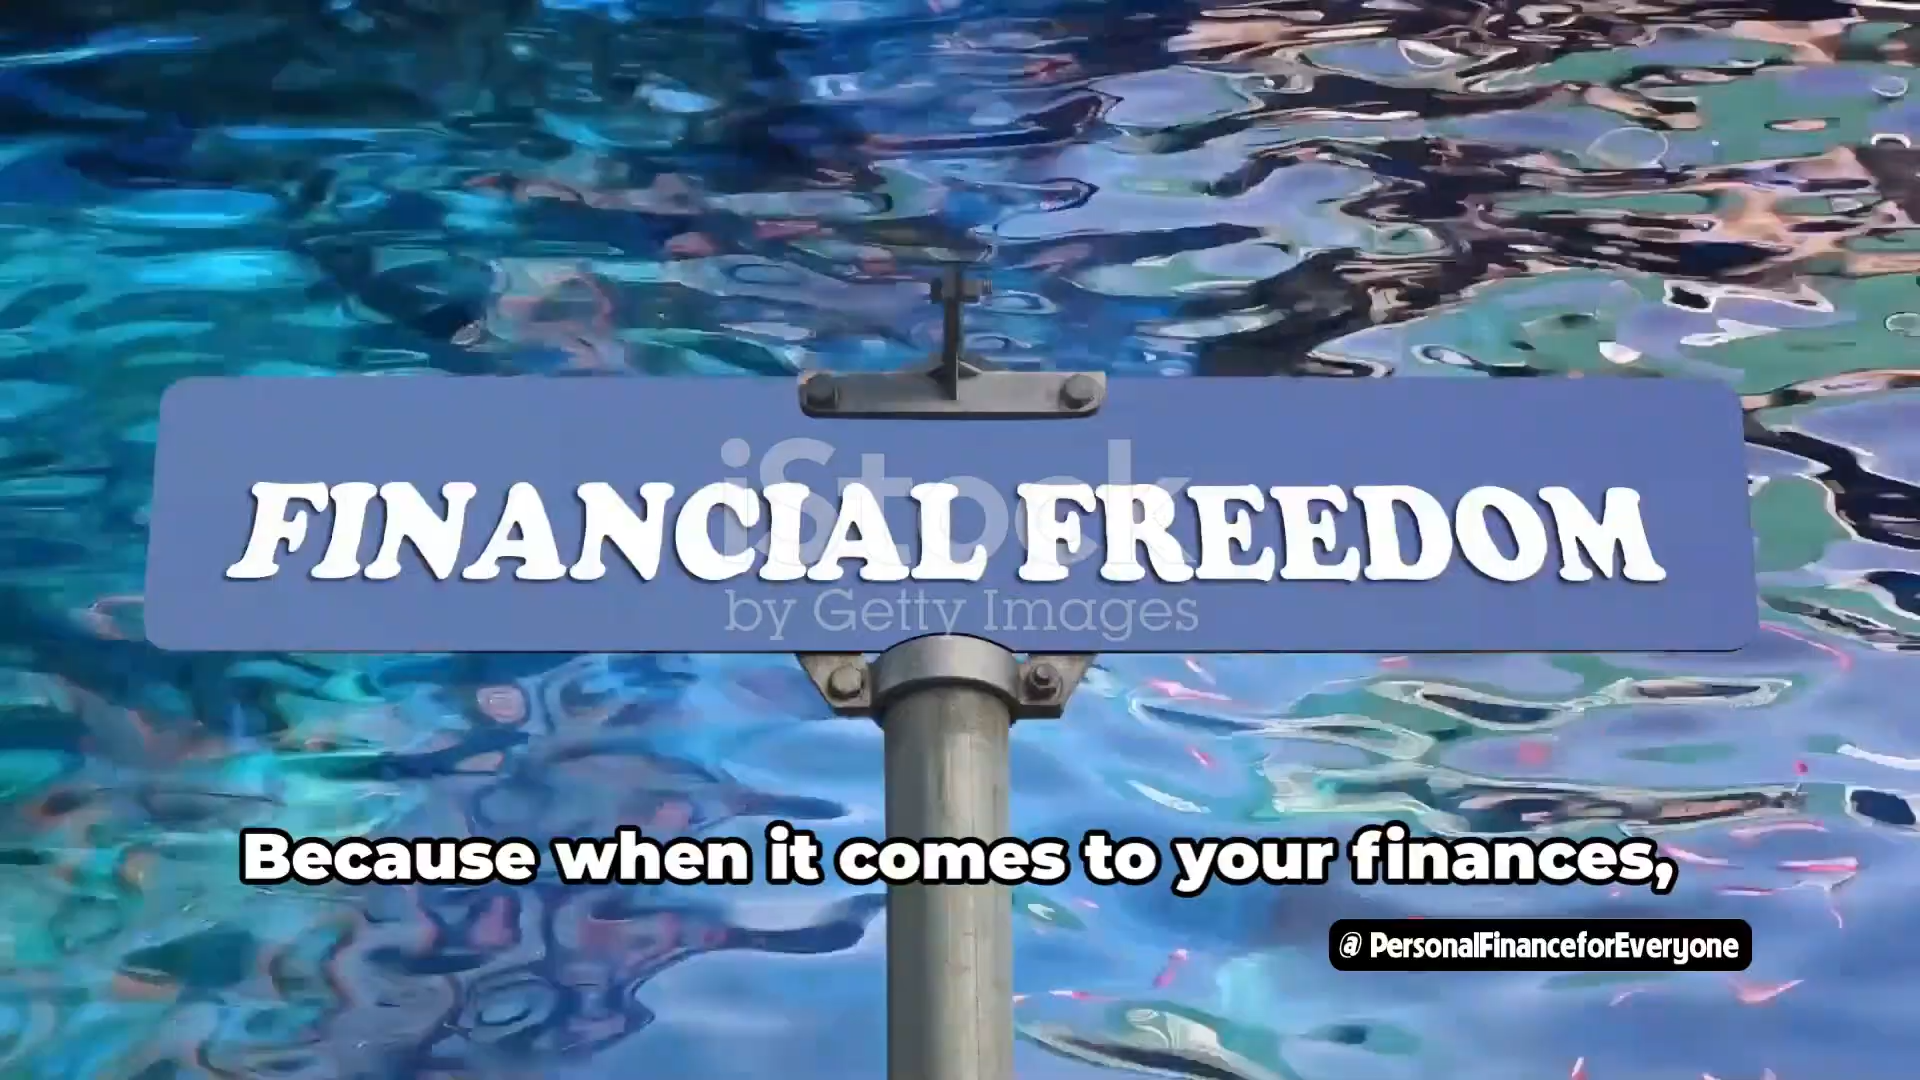 iStock
FINANCIAL FREEDOM
by Getty Images
Because when it comes to your finances,
@ PersonalFinanceforEveryone